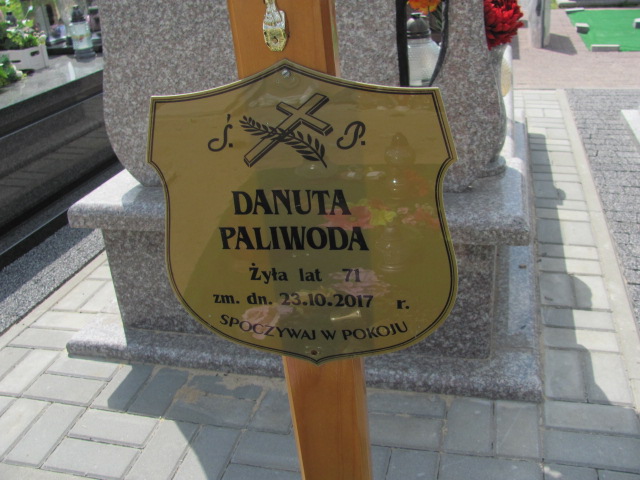 Ś. P.
DANUTA
PALIWODA
Żyła lat 71
zm. dn. 23.10.2017 r.
SPOCZYWAJ W POKOJU